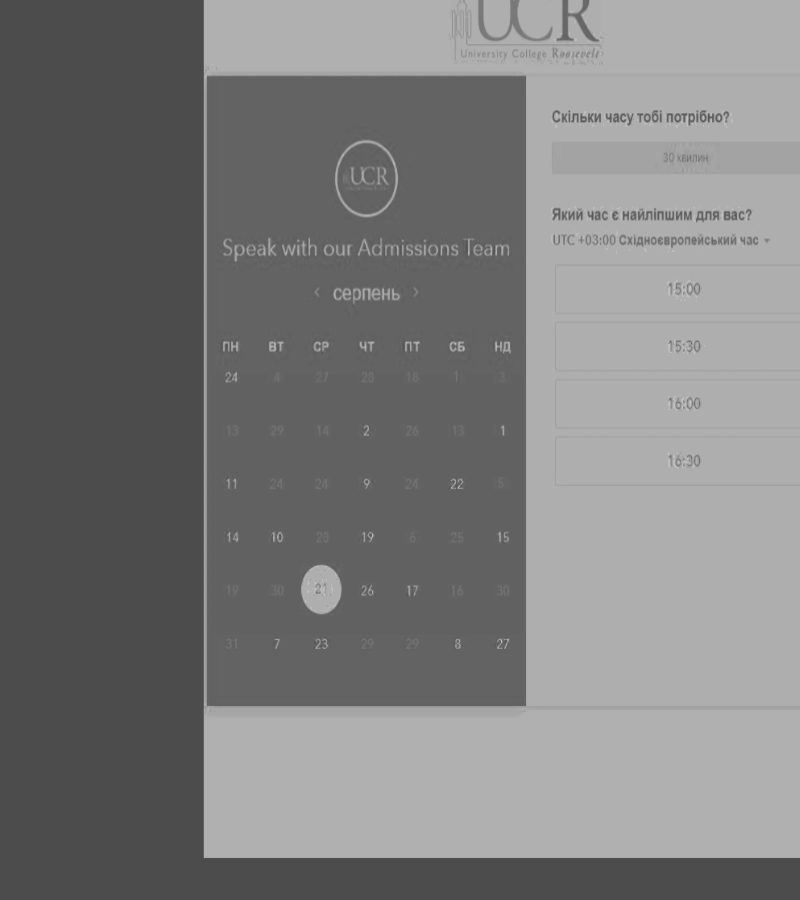 UCR
University College Roosevelt
UCR
Speak with our Admissions Team
‹ серпень ›
ПН ВТ СР ЧТ ПТ СБ НД
24 4 27 28 18 1 3
13 29 14 2 26 13 1
11 24 24 9 24 22 5
14 10 20 19 6 25 15
19 30 21 26 17 16 30
31 7 23 29 29 8 27
Скільки часу тобі потрібно?
30 хвилин
Який час є найліпшим для вас?
UTC +03:00 Східноєвропейський час
15:00
15:30
16:00
16:30